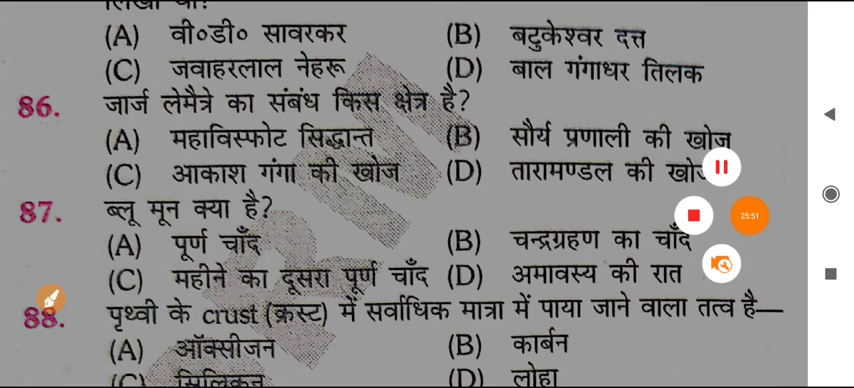 (A) वी०डी० सावरकर (B) बटुकेश्वर दत्त
(C) जवाहरलाल नेहरू (D) बाल गंगाधर तिलक
86. जार्ज लेमैत्रे का संबंध किस क्षेत्र है?
(A) महाविस्फोट सिद्धान्त (B) सौर्य प्रणाली की खोज
(C) आकाश गंगा की खोज (D) तारामण्डल की
87. ब्लू मून क्या है?
(A) पूर्ण चाँद (B) चन्द्रग्रहण का चाँद
25:51
(C) महीने का दूसरा पूर्ण चाँद (D) अमावस्य की रात
88. पृथ्वी के crust (क्रस्ट) में सर्वाधिक मात्रा में पाया जाने वाला तत्व है—
(A) ऑक्सीजन (B) कार्बन
(C) सिलिकन (D) लोहा